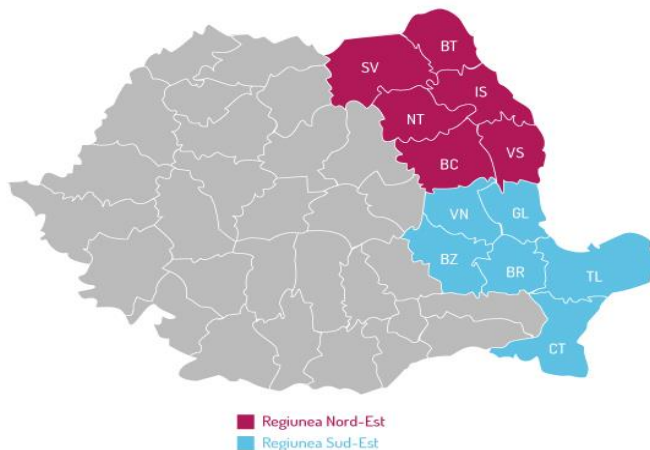 BT
SV
IS
NT
BC
VS
VN
GL
BZ
BR
TL
CT
Regiunea Nord-Est
Regiunea Sud-Est